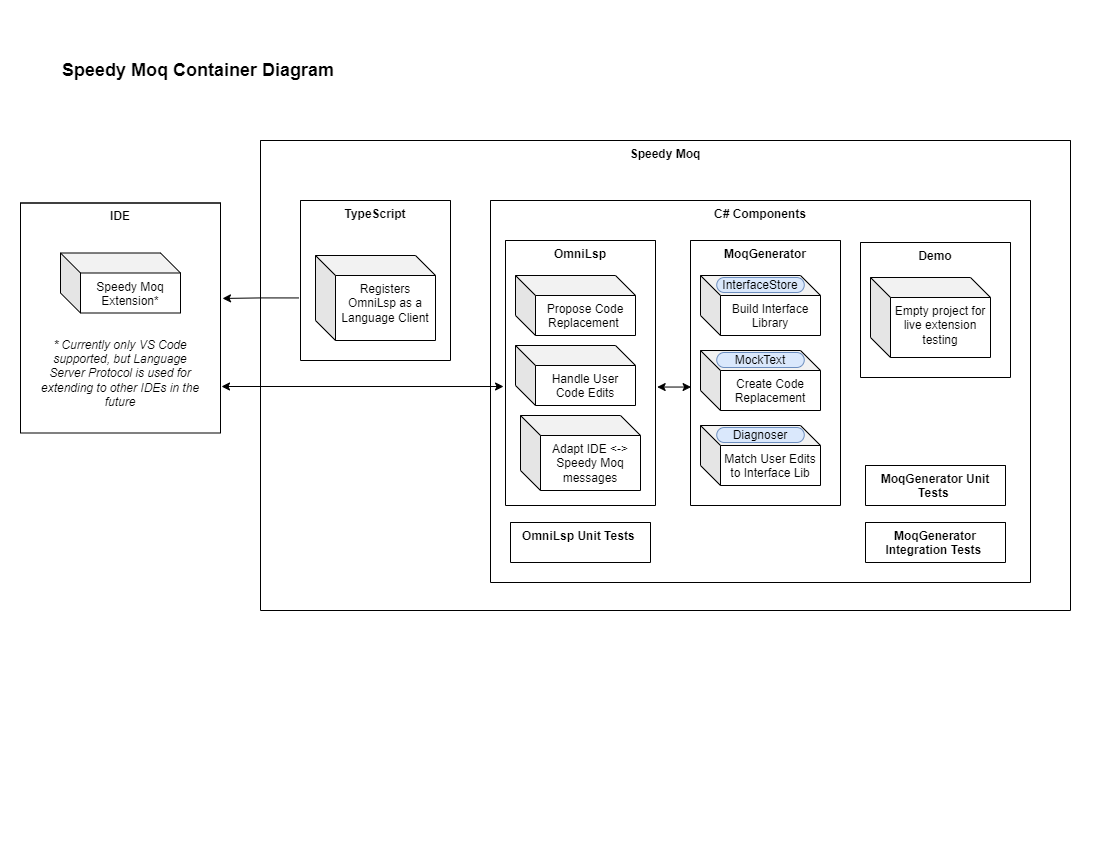 Speedy Moq Container Diagram
Speedy Moq
IDE
Speedy Moq
Extension*
* Currently only VS Code
supported, but Language
Server Protocol is used for
extending to other IDEs in the
future
TypeScript
Registers
OmniLsp as a
Language Client
C# Components
OmniLsp
Propose Code
Replacement
Handle User
Code Edits
Adapt IDE <->
Speedy Moq
messages
OmniLsp Unit Tests
MoqGenerator
InterfaceStore
Build Interface
Library
MockText
Create Code
Replacement
Diagnoser
Match User Edits
to Interface Lib
Demo
Empty project for
live extension
testing
MoqGenerator Unit
Tests
MoqGenerator
Integration Tests